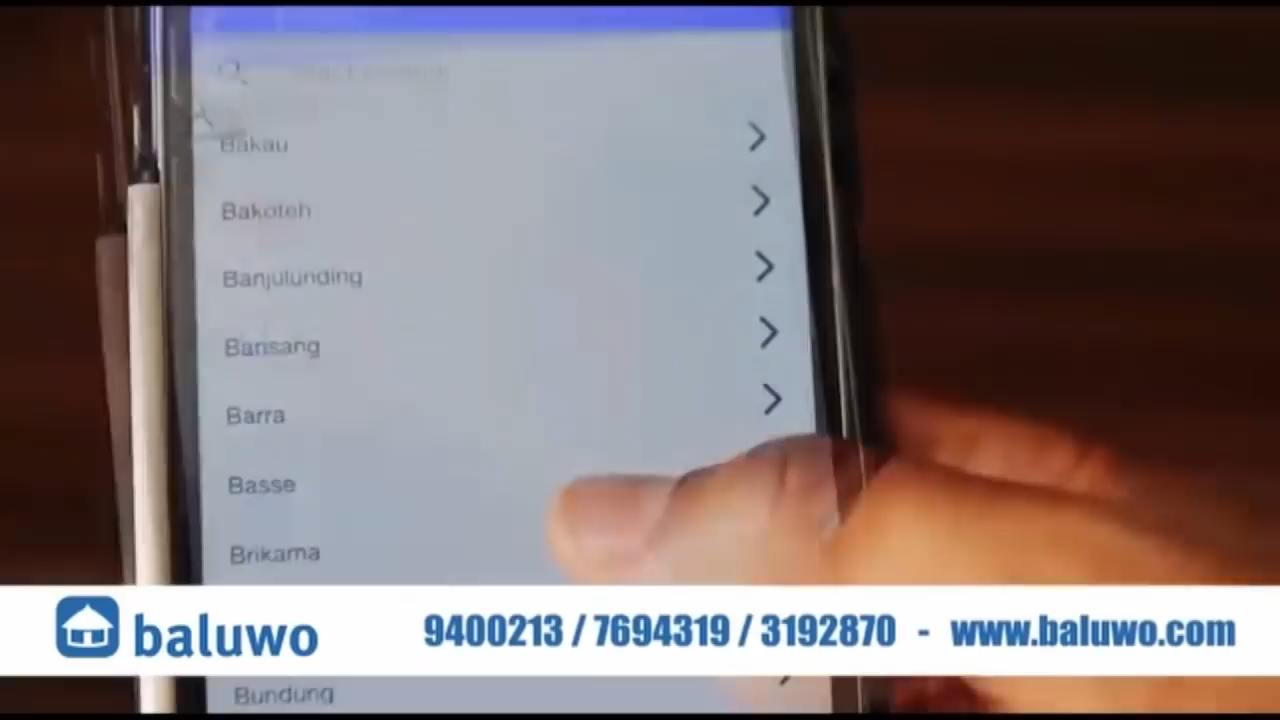 Bakau
Bakoteh
Banjulunding
Bansang
Barra
Basse
Brikama
baluwo 9400213 / 7694319 / 3192870 - www.baluwo.com
Bundung